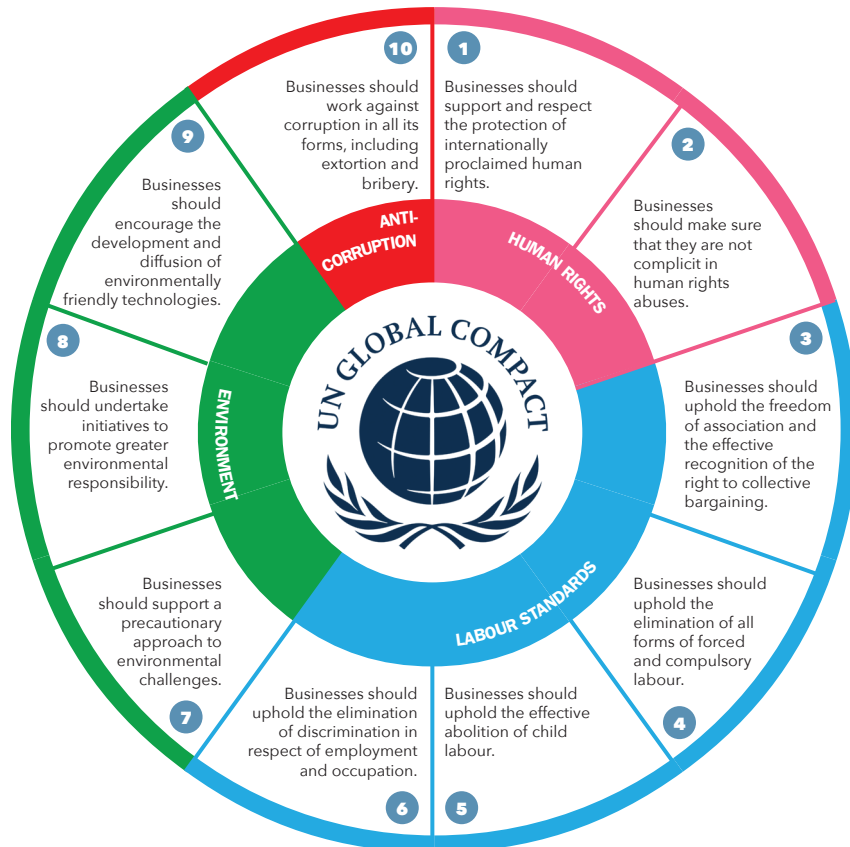 10
Businesses should
work against
corruption in all its
forms, including
extortion and
bribery.
1
Businesses should
support and respect
the protection of
internationally
proclaimed human
rights.
2
Businesses
should make sure
that they are not
complicit in
human rights
abuses.
3
Businesses should
uphold the freedom
of association and
the effective
recognition of the
right to collective
bargaining.
4
Businesses should
uphold the
elimination of all
forms of forced
and compulsory
labour.
5
Businesses should
uphold the effective
abolition of child
labour.
6
Businesses should
uphold the elimination
of discrimination in
respect of employment
and occupation.
7
Businesses
should support a
precautionary
approach to
environmental
challenges.
8
Businesses
should undertake
initiatives to
promote greater
environmental
responsibility.
9
Businesses
should
encourage the
development and
diffusion of
environmentally
friendly technologies.
ANTI-
CORRUPTION
HUMAN RIGHTS
LABOUR STANDARDS
ENVIRONMENT
UN GLOBAL COMPACT